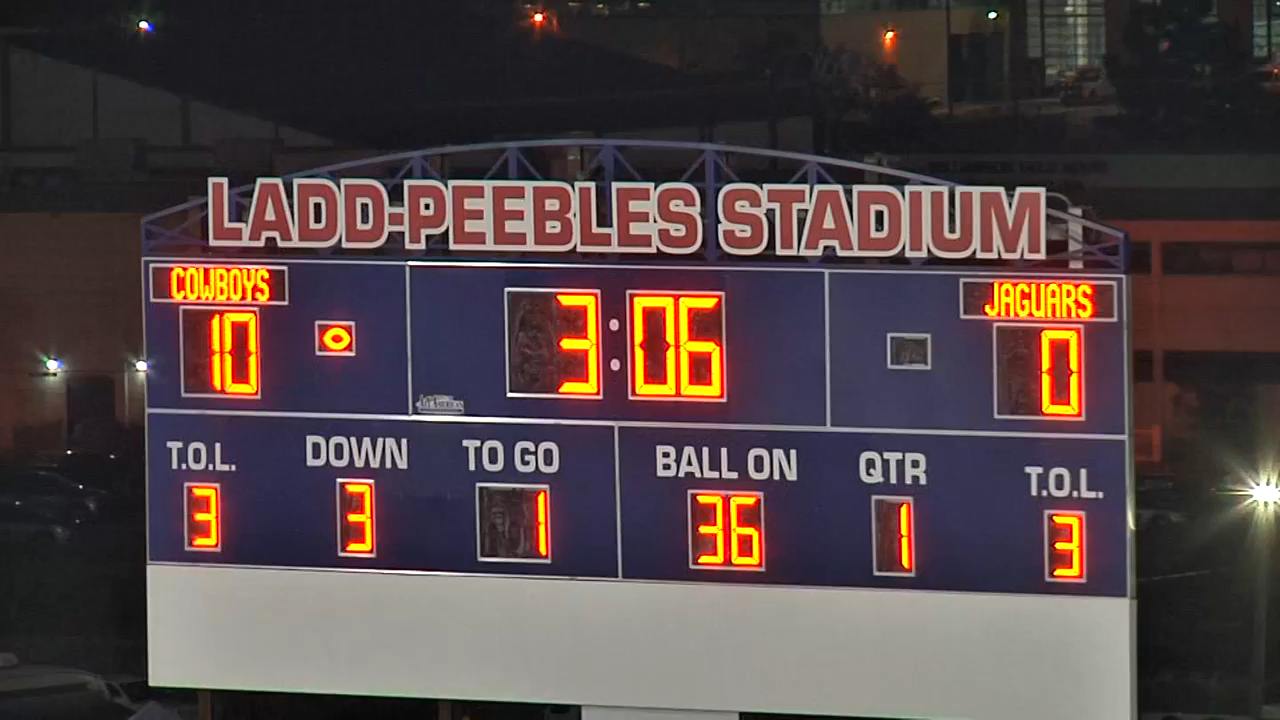 LADD-PEEBLES STADIUM
COWBOYS
JAGUARS
10
3:06
0
T.O.L.
DOWN
TO GO
BALL ON
QTR
T.O.L.
3
3
1
36
1
3